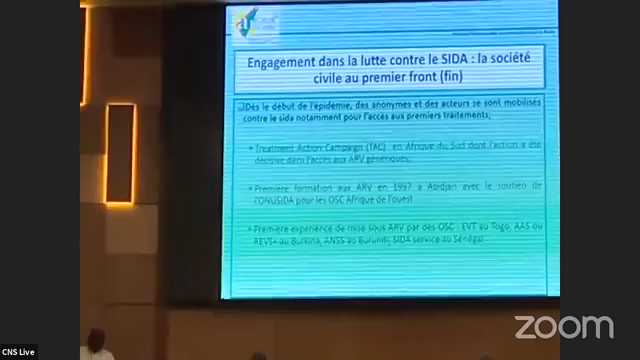 Engagement dans la lutte contre le SIDA : la société
civile au premier front (fin)
Dès le début de l'épidémie, des anonymes et des acteurs se sont mobilisés
contre le sida notamment pour l'accès aux premiers traitements;
Treatment Action Campaign (TAC) en Afrique du Sud dont l'action a été
décisive dans l'accès aux ARV génériques;
Première formation aux ARV en 1997 à Abidjan avec le soutien de
l'ONUSIDA pour les OSC Afrique de l'ouest
Première expérience de mise sous ARV par des OSC : EVT au Togo, AAS ou
REVS+ au Burkina, ANSS au Burundi, SIDA service au Sénégal
zoom
CNS Live